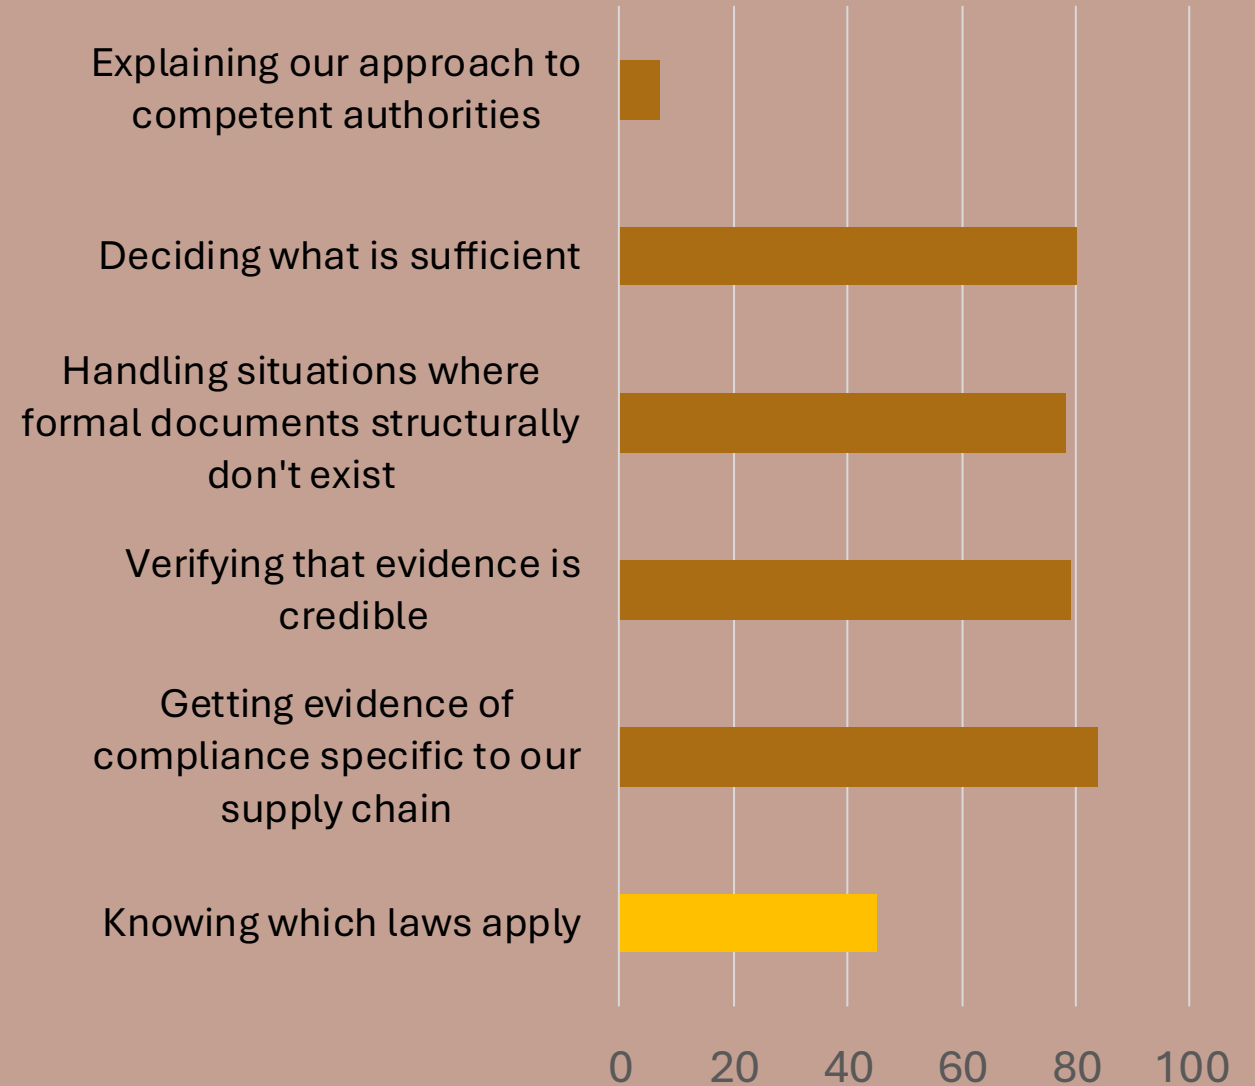 Explaining our approach to
competent authorities
Deciding what is sufficient
Handling situations where
formal documents structurally
don't exist
Verifying that evidence is
credible
Getting evidence of
compliance specific to our
supply chain
Knowing which laws apply
0 20 40 60 80 100